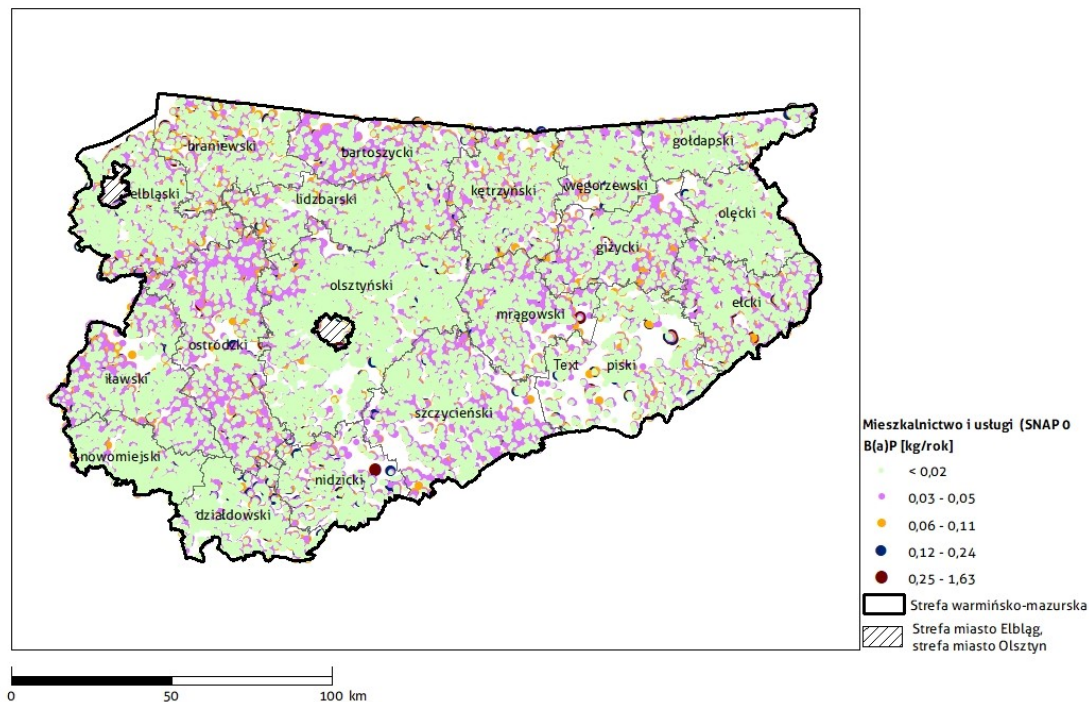 braniewski
bartoszycki
gołdapski
elbląski
lidzbarski
kętrzyński
węgorzewski
olęcki
giżycki
olsztyński
mrągowski
ełcki
ostródzki
iławski
Text
piski
szczycieński
nowomiejski
nidzicki
działdowski
Mieszkalnictwo i usługi (SNAP 0
B(a)P [kg/rok]
< 0,02
0,03 - 0,05
0,06 - 0,11
0,12 - 0,24
0,25 - 1,63
Strefa warmińsko-mazurska
Strefa miasto Elbląg,
strefa miasto Olsztyn
0 50 100 km